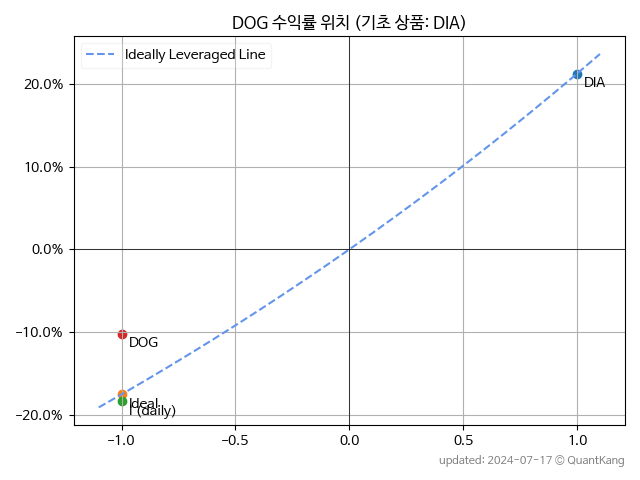 DOG 수익률 위치 (기초 상품: DIA)
Ideally Leveraged Line
20.0%
10.0%
0.0%
−10.0%
−20.0%
DIA
DOG
Ideal
(daily)
−1.0
−0.5
0.0
0.5
1.0
updated: 2024-07-17 © QuantKang